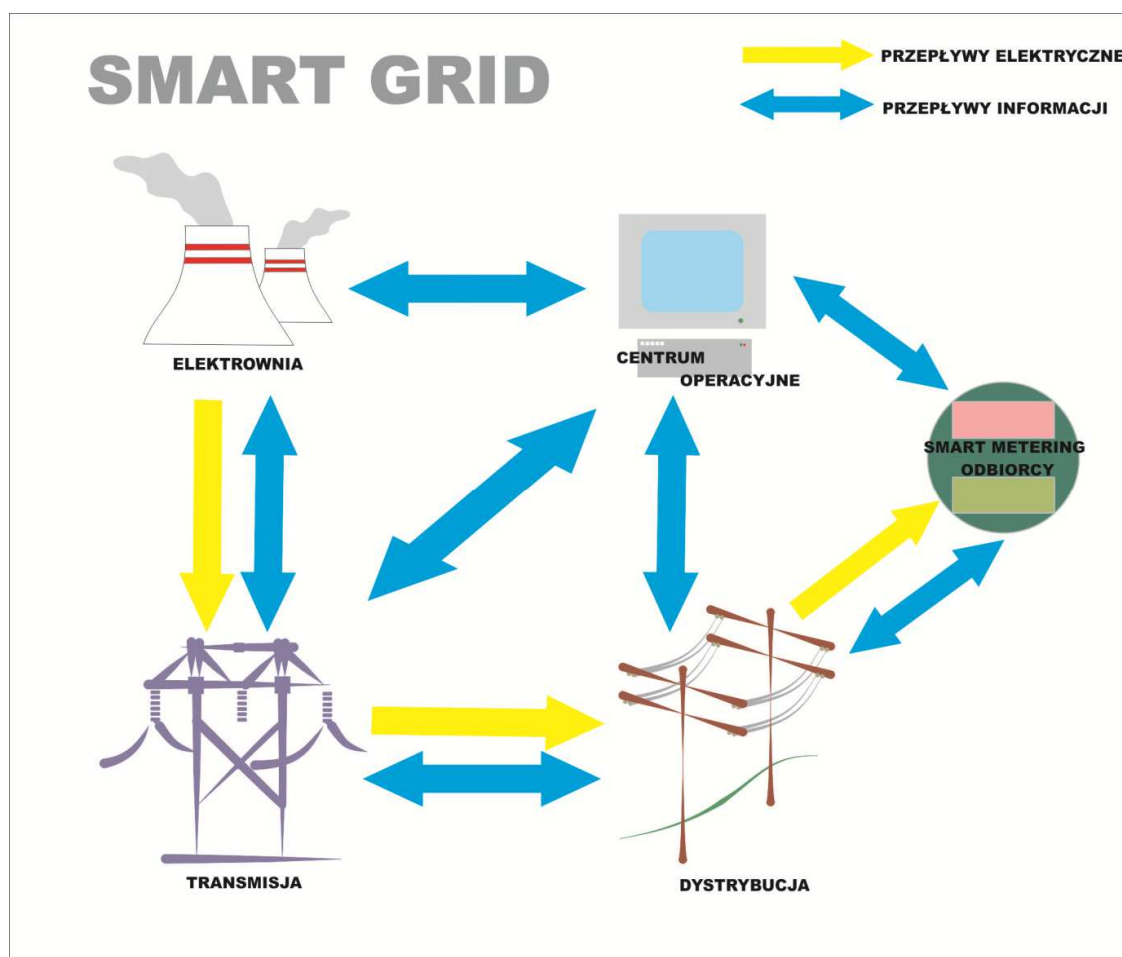 SMART GRID
PRZEPŁYWY ELEKTRYCZNE
PRZEPŁYWY INFORMACJI
ELEKTROWNIA
CENTRUM
OPERACYJNE
SMART METERING
ODBIORCY
TRANSMISJA
DYSTRYBUCJA